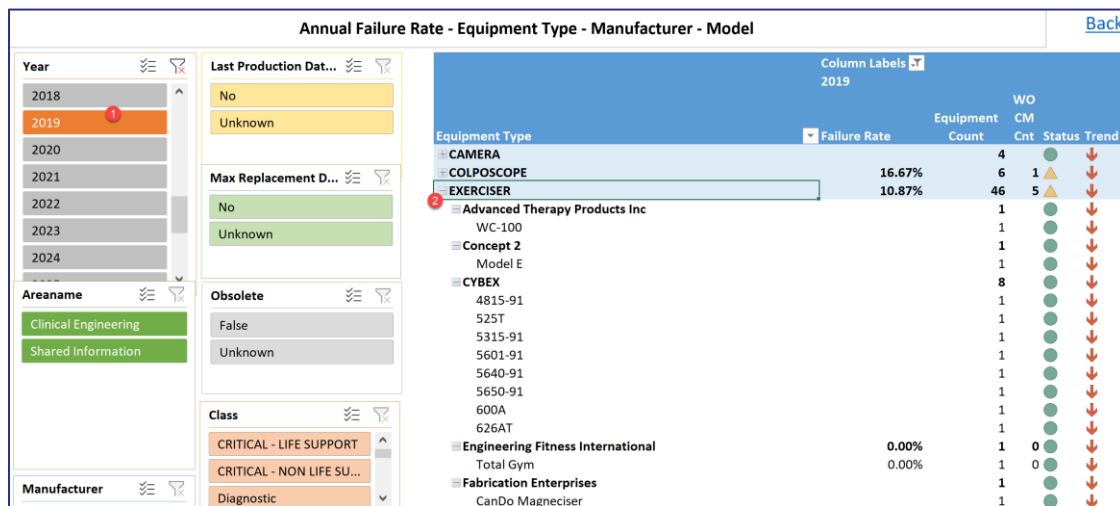 Annual Failure Rate - Equipment Type - Manufacturer - Model
Back
Year
2018
2019
1
2020
2021
2022
2023
2024
Last Production Dat...
No
Unknown
Max Replacement D...
No
Unknown
Areaname
Clinical Engineering
Shared Information
Obsolete
False
Unknown
Class
CRITICAL - LIFE SUPPORT
CRITICAL - NON LIFE SU...
Diagnostic
Manufacturer
Column Labels
2019
Equipment Type Failure Rate Equipment Count WO CM Cnt Status Trend
CAMERA 4
COLPOSCOPE 16.67% 6 1
2
EXERCISER 10.87% 46 5
Advanced Therapy Products Inc 1
WC-100 1
Concept 2 1
Model E 1
CYBEX 8
4815-91 1
525T 1
5315-91 1
5601-91 1
5640-91 1
5650-91 1
600A 1
626AT 1
Engineering Fitness International 0.00% 1 0
Total Gym 0.00% 1 0
Fabrication Enterprises 1
CanDo Magneciser 1